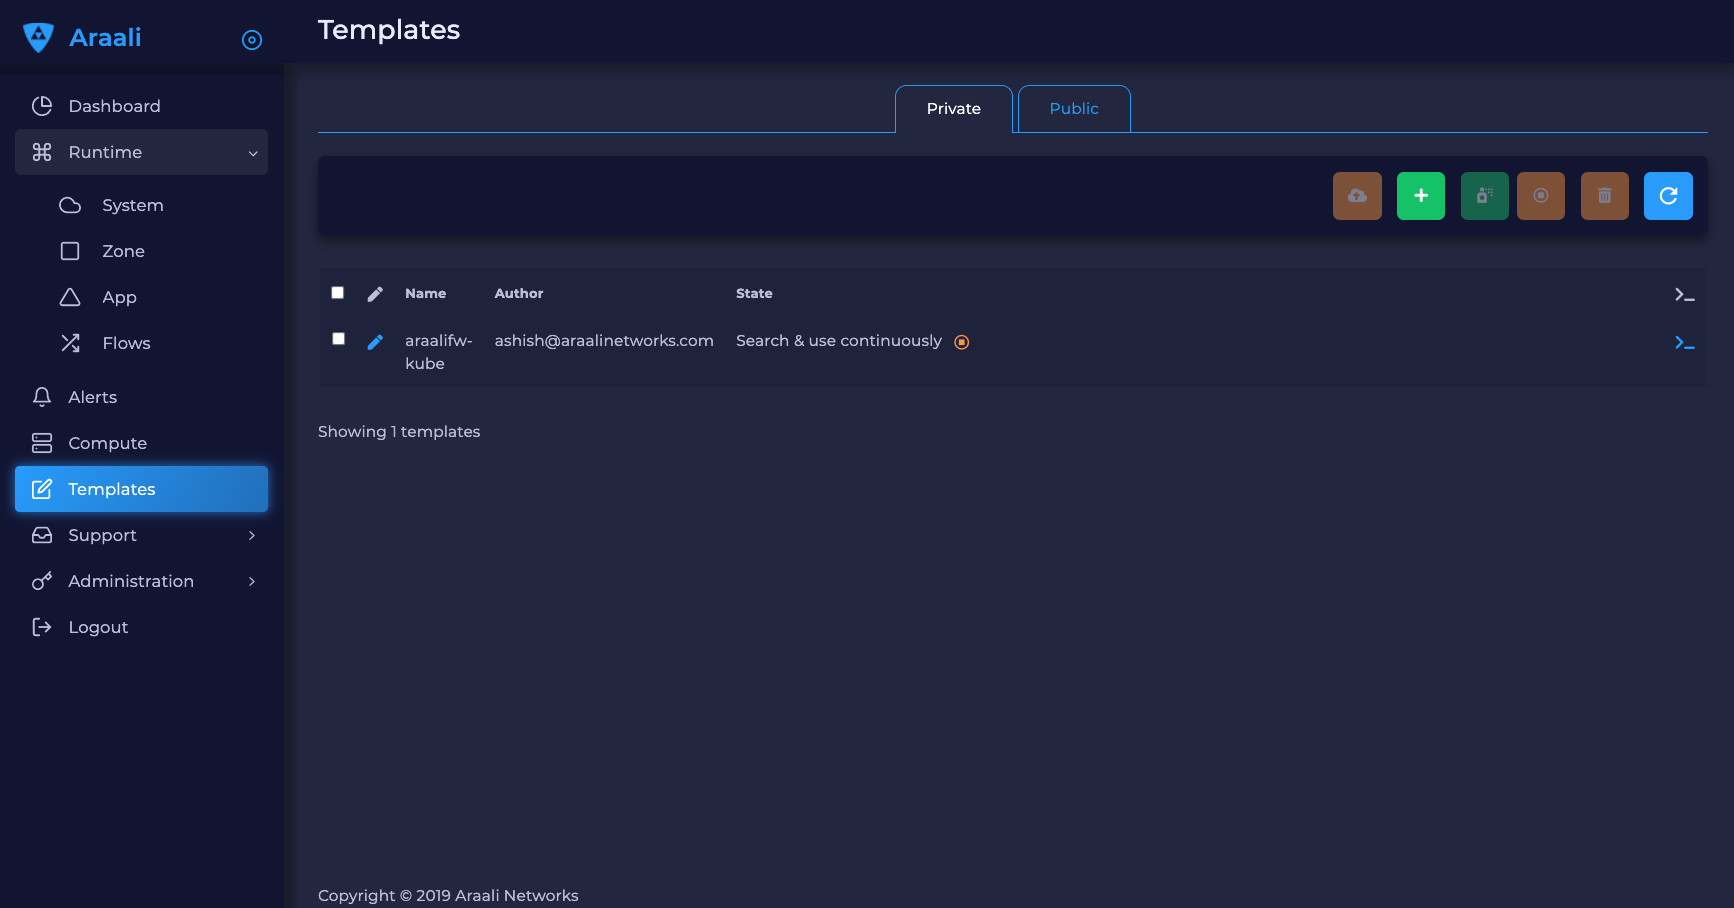 Araali
Templates
Dashboard
Runtime
System
Zone
App
Flows
Alerts
Compute
Templates
Support
Administration
Logout
Private
Public
Name
Author
State
araalifw-
kube
ashish@araalinetworks.com
Search & use continuously
Showing 1 templates
Copyright © 2019 Araali Networks